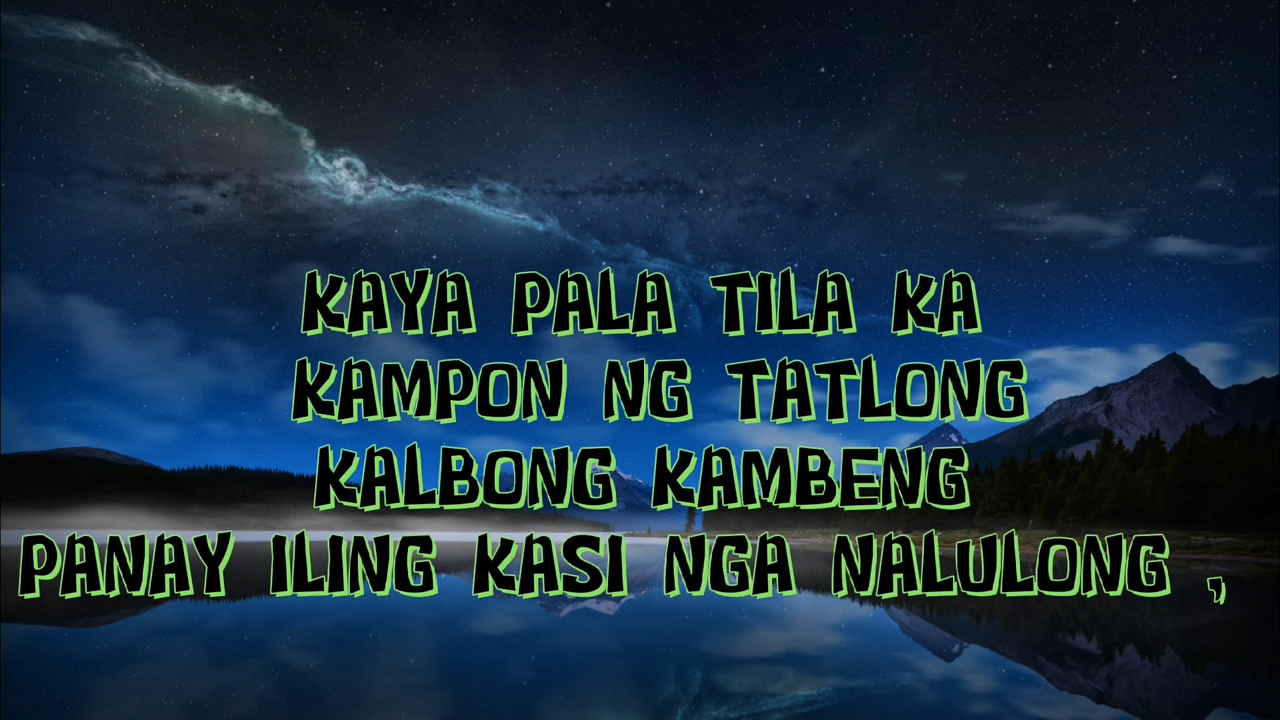 KAYA PALA TILA KA
KAMPON NG TATLONG
KALBONG KAMBENG
PANAY ILING KASI NGA NALULONG ,